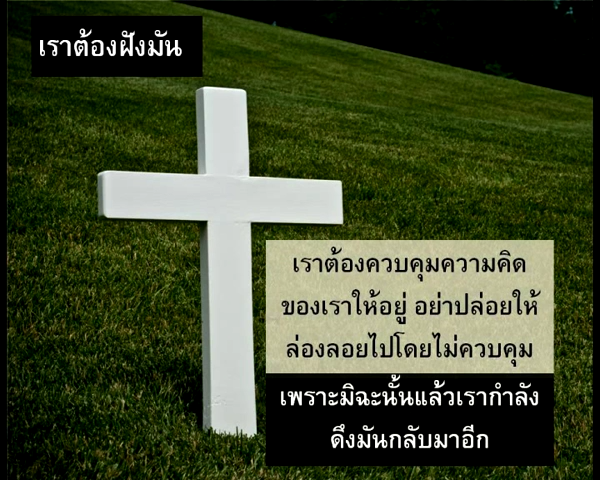 เราต้องฝังมัน
เราต้องควบคุมความคิด
ของเราให้อยู่ อย่าปล่อยให้
ล่องลอยไปโดยไม่ควบคุม
เพราะมิฉะนั้นแล้วเรากำลัง
ดึงมันกลับมาอีก